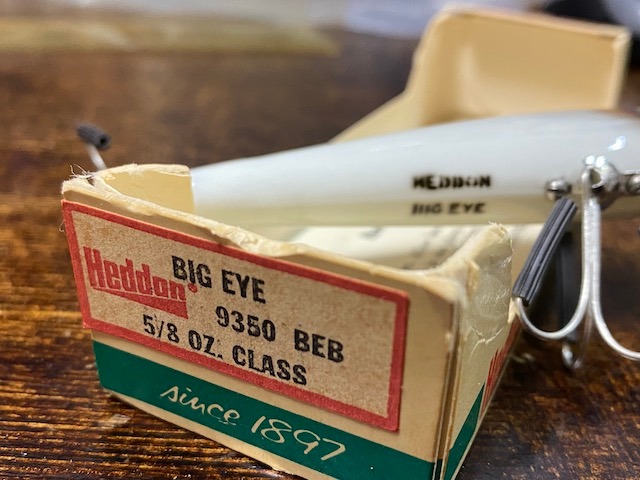 HEDDON
BIG EYE
Heddon
BIG EYE
9350 BEB
5/8 OZ. CLASS
since 1897